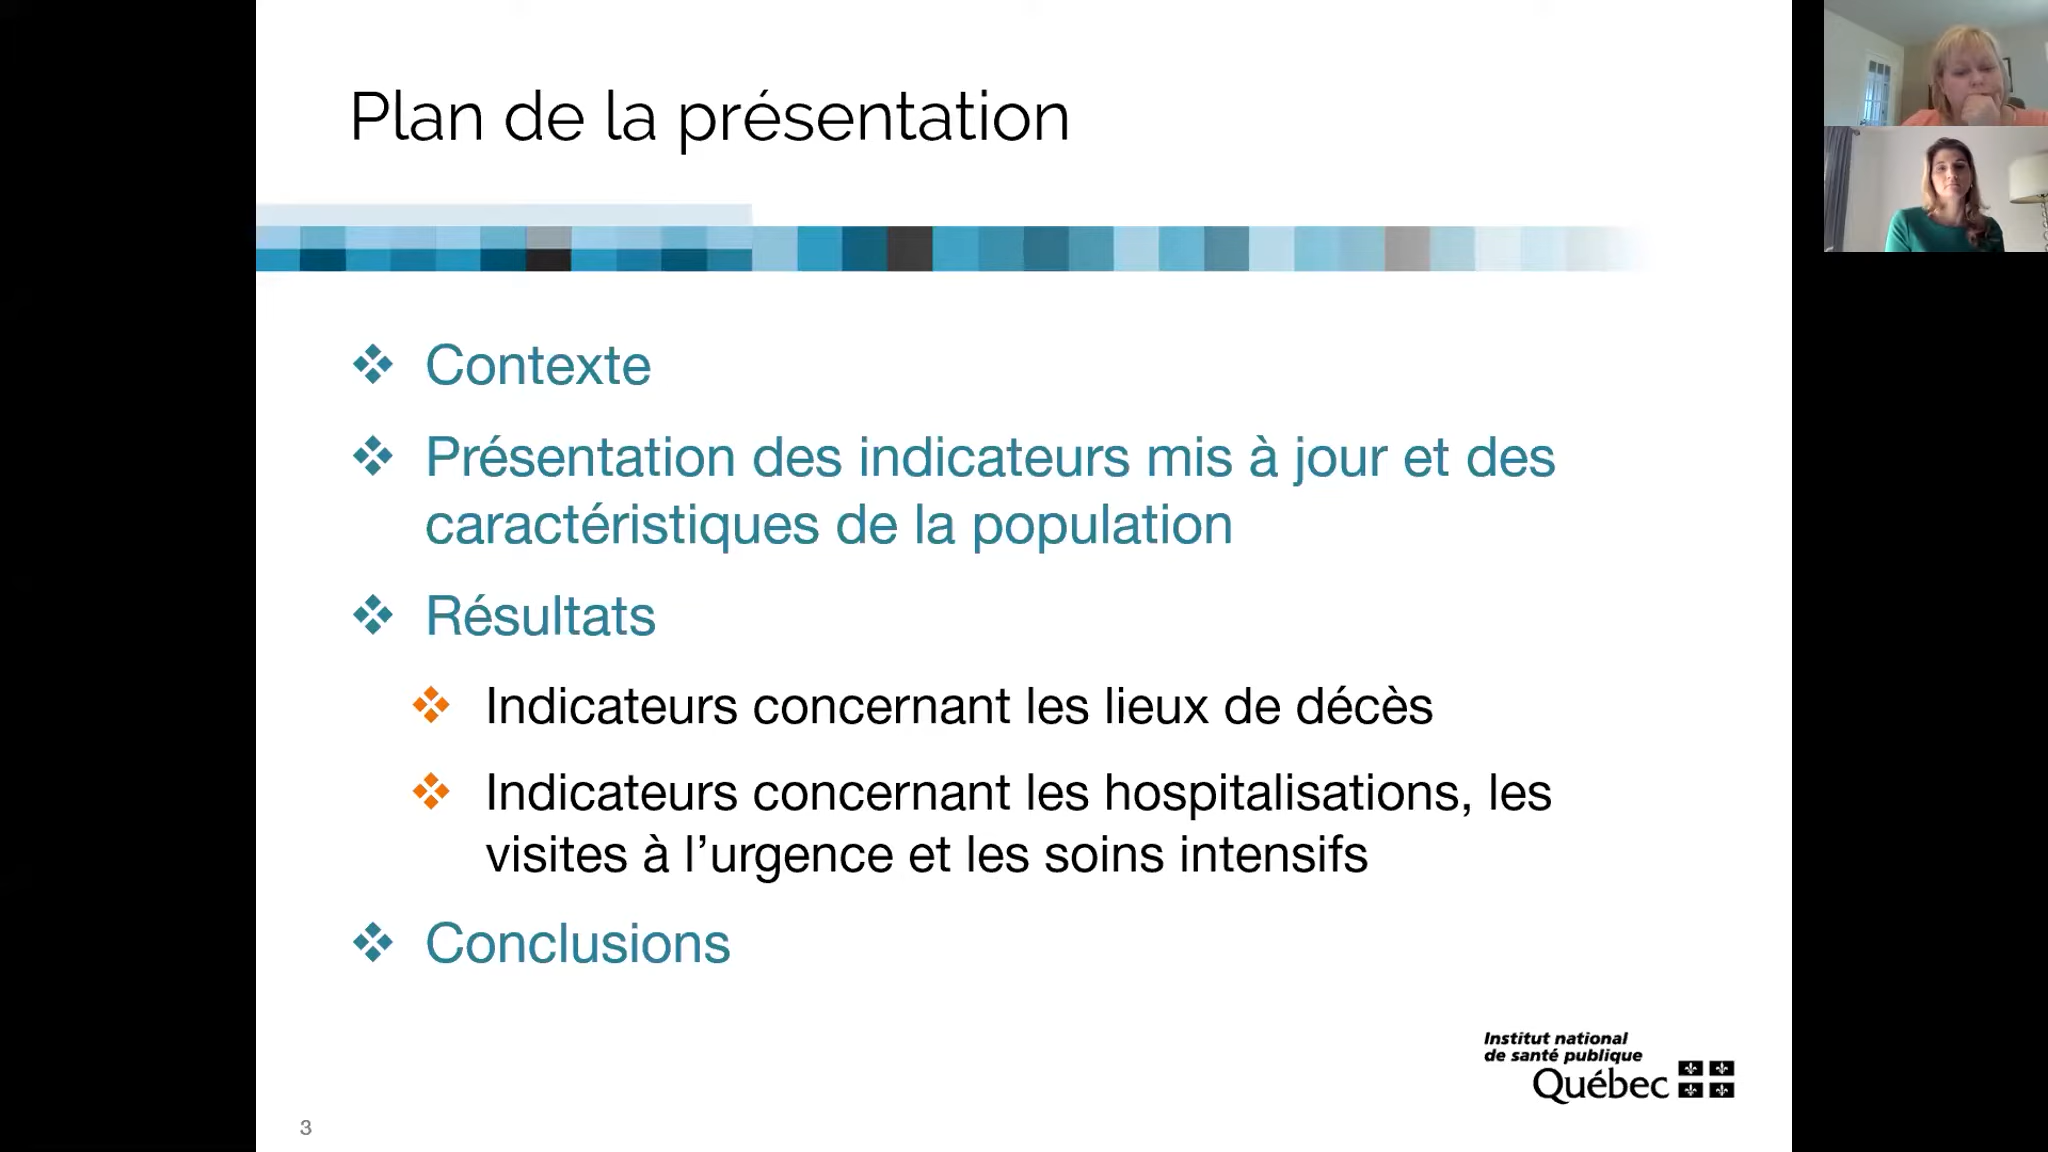 Plan de la présentation
Contexte
Présentation des indicateurs mis à jour et des
caractéristiques de la population
Résultats
Indicateurs concernant les lieux de décès
Indicateurs concernant les hospitalisations, les
visites à l’urgence et les soins intensifs
Conclusions
Institut national
de santé publique
Québec
3